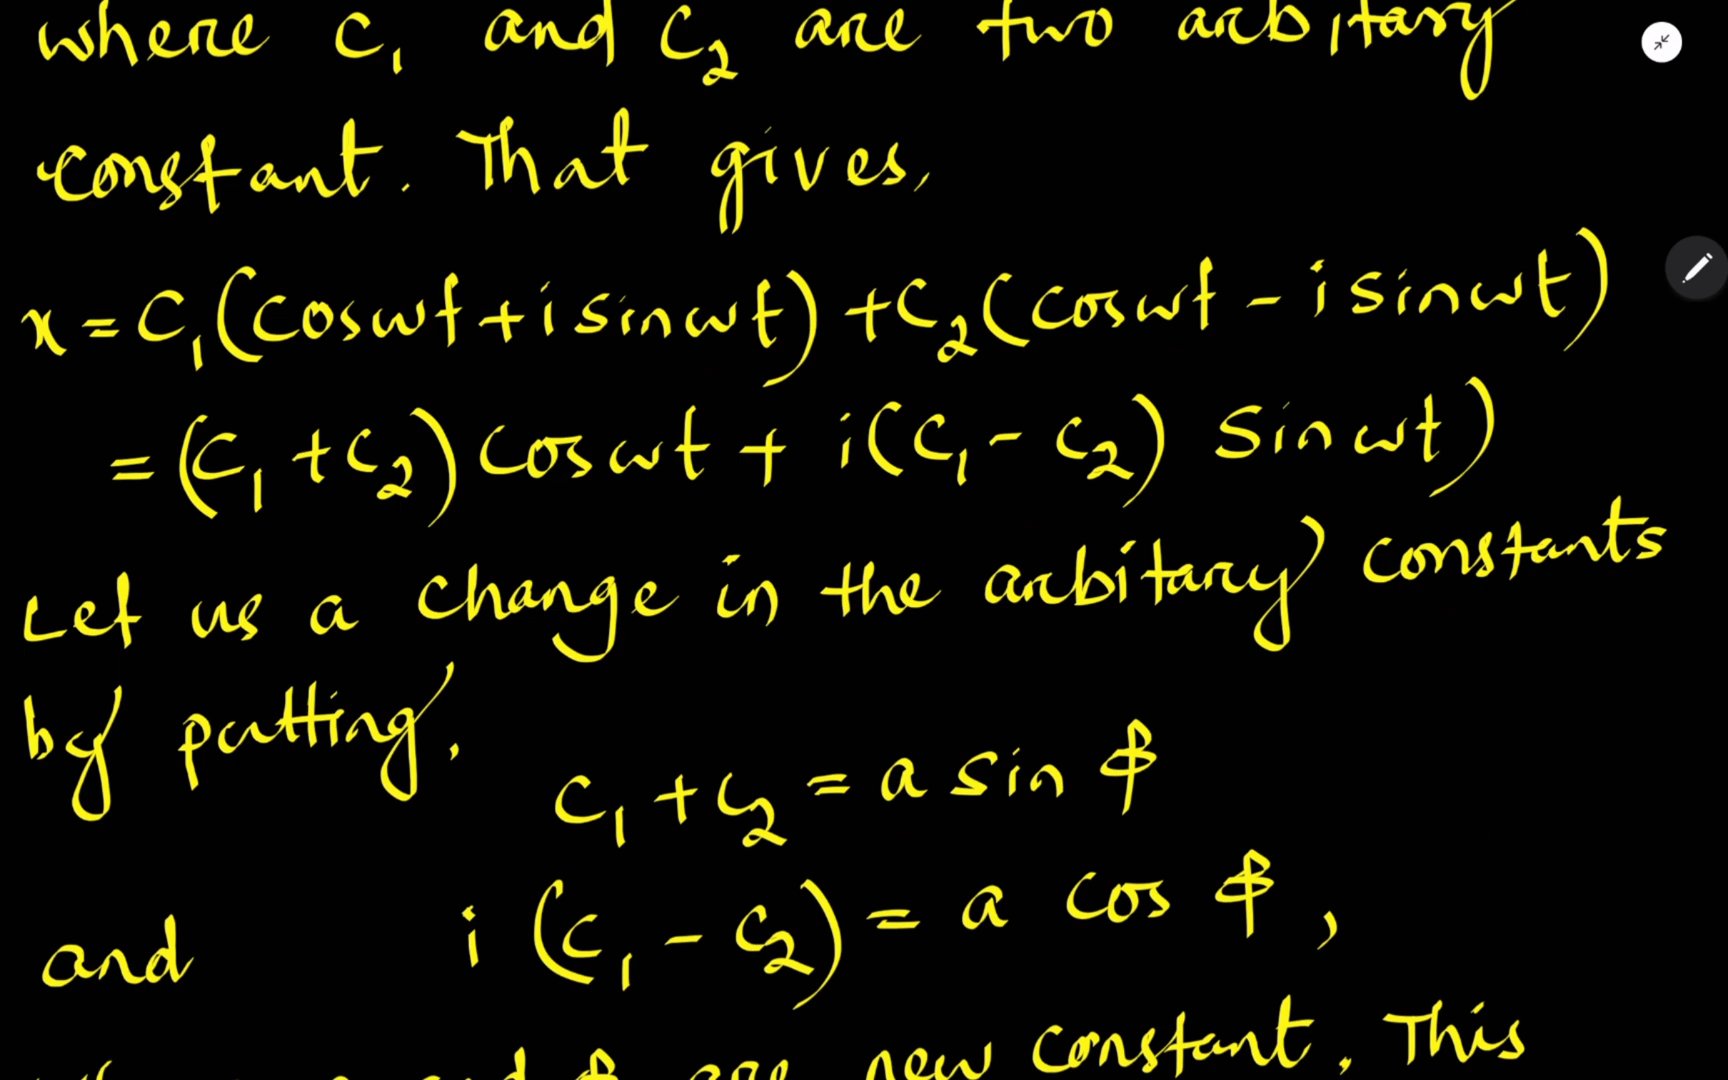 where C₁ and C₂ are two arbitary
constant. That gives,
x = C₁(cosωt + i sinωt) + C₂(cosωt - i sinωt)
= (C₁ + C₂) cosωt + i(C₁ - C₂) sinωt)
Let us a change in the arbitary constants
by putting,
C₁ + C₂ = a sin φ
and i (C₁ - C₂) = a cos φ,
and φ are new constant. This